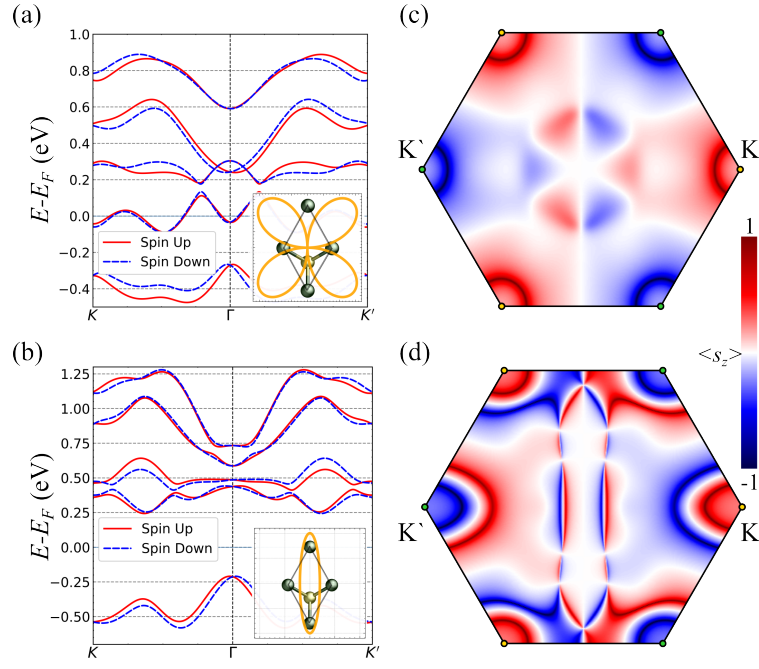 (a)
E-E_F (eV)
1.0
0.8
0.6
0.4
0.2
0.0
−0.2
−0.4
Spin Up
Spin Down
K
Γ
K′
(b)
E-E_F (eV)
1.25
1.00
0.75
0.50
0.25
0.00
−0.25
−0.50
Spin Up
Spin Down
K
Γ
K′
(c)
K`
K
1
<s_z>
-1
(d)
K`
K